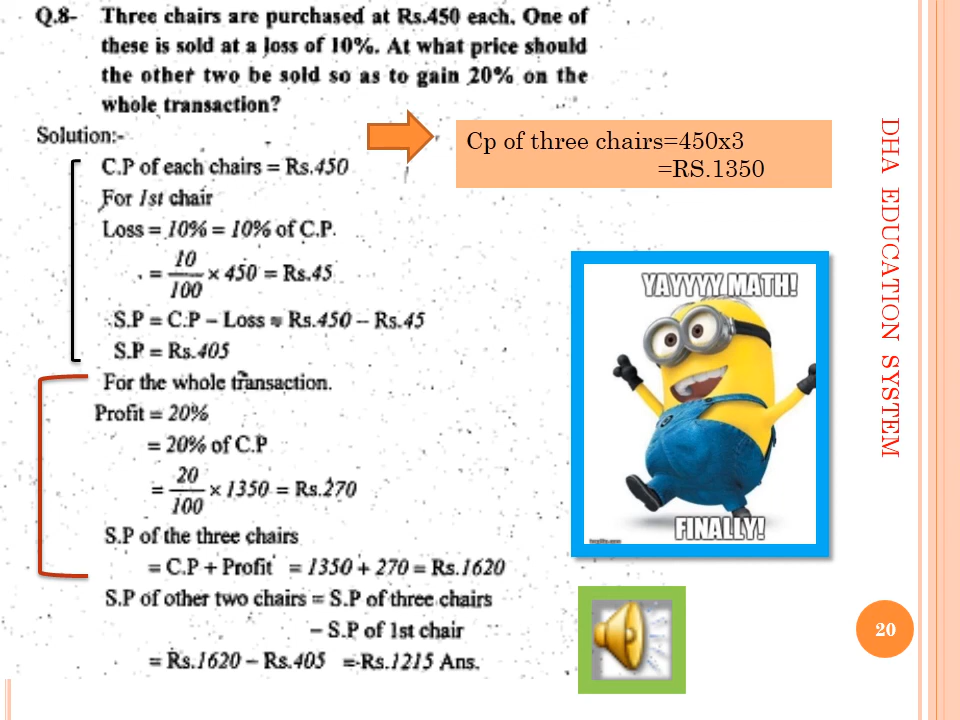 Q.8- Three chairs are purchased at Rs.450 each. One of
these is sold at a loss of 10%. At what price should
the other two be sold so as to gain 20% on the
whole transaction?
Solution:-
C.P of each chairs = Rs.450
For 1st chair
Loss = 10% = 10% of C.P.
= 10/100 × 450 = Rs.45
S.P = C.P – Loss = Rs.450 – Rs.45
S.P = Rs.405
For the whole transaction.
Profit = 20%
= 20% of C.P
= 20/100 × 1350 = Rs.270
S.P of the three chairs
= C.P + Profit = 1350 + 270 = Rs.1620
S.P of other two chairs = S.P of three chairs
– S.P of 1st chair
= Rs.1620 – Rs.405 = Rs.1215 Ans.
Cp of three chairs=450x3
=RS.1350
YAYYYY MATH!
FINALLY!
imgflip.com
DHA EDUCATION SYSTEM
20